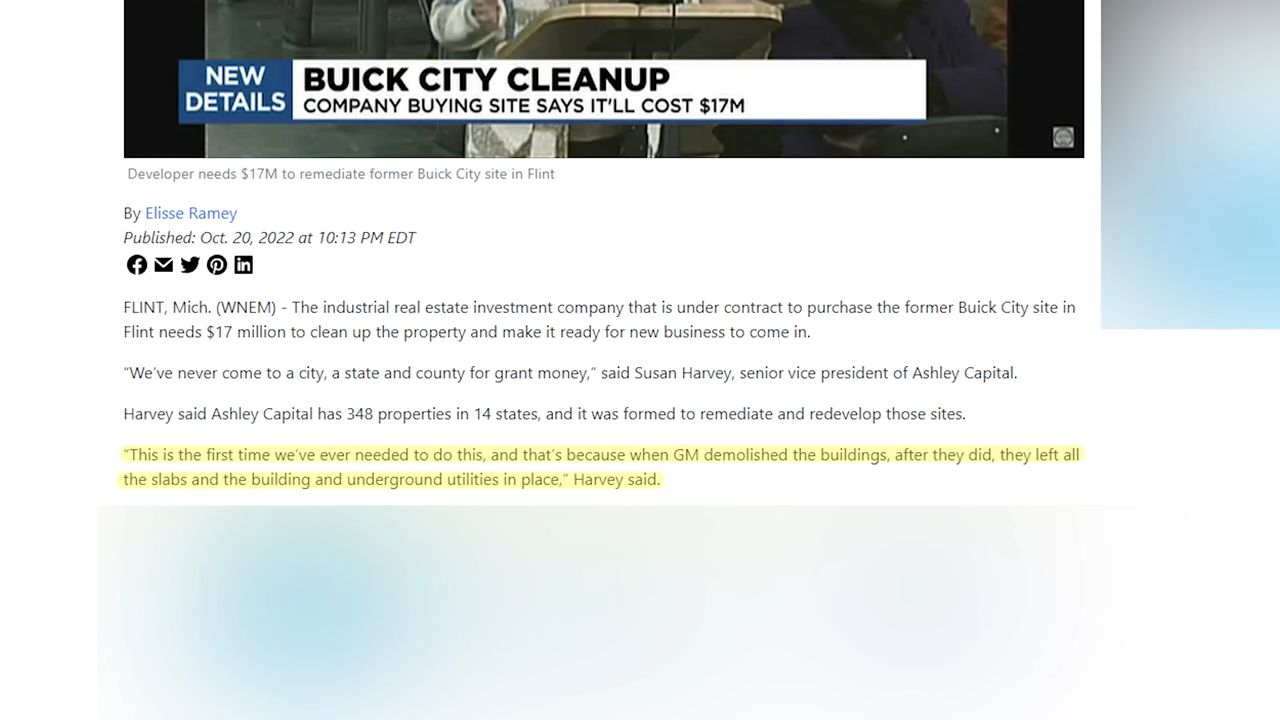 NEW
DETAILS
BUICK CITY CLEANUP
COMPANY BUYING SITE SAYS IT'LL COST $17M
Developer needs $17M to remediate former Buick City site in Flint
By Elisse Ramey
Published: Oct. 20, 2022 at 10:13 PM EDT
FLINT, Mich. (WNEM) - The industrial real estate investment company that is under contract to purchase the former Buick City site in
Flint needs $17 million to clean up the property and make it ready for new business to come in.
“We’ve never come to a city, a state and county for grant money,” said Susan Harvey, senior vice president of Ashley Capital.
Harvey said Ashley Capital has 348 properties in 14 states, and it was formed to remediate and redevelop those sites.
“This is the first time we’ve ever needed to do this, and that’s because when GM demolished the buildings, after they did, they left all
the slabs and the building and underground utilities in place,” Harvey said.